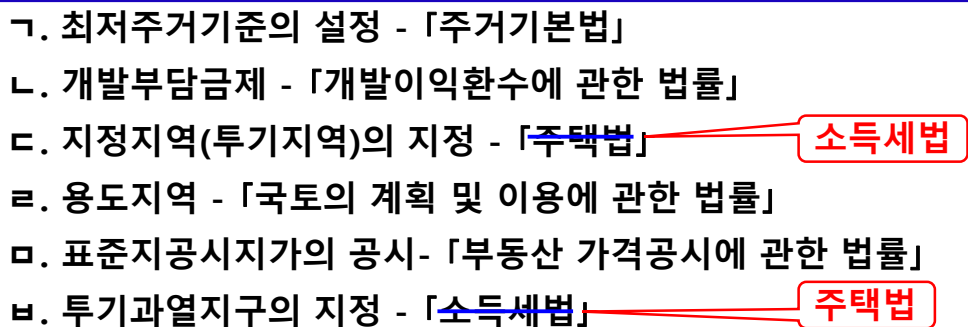 ㄱ. 최저주거기준의 설정 - 「주거기본법」
ㄴ. 개발부담금제 - 「개발이익환수에 관한 법률」
ㄷ. 지정지역(투기지역)의 지정 - 「주택법」 소득세법
ㄹ. 용도지역 - 「국토의 계획 및 이용에 관한 법률」
ㅁ. 표준지공시지가의 공시- 「부동산 가격공시에 관한 법률」
ㅂ. 투기과열지구의 지정 - 「소득세법」 주택법